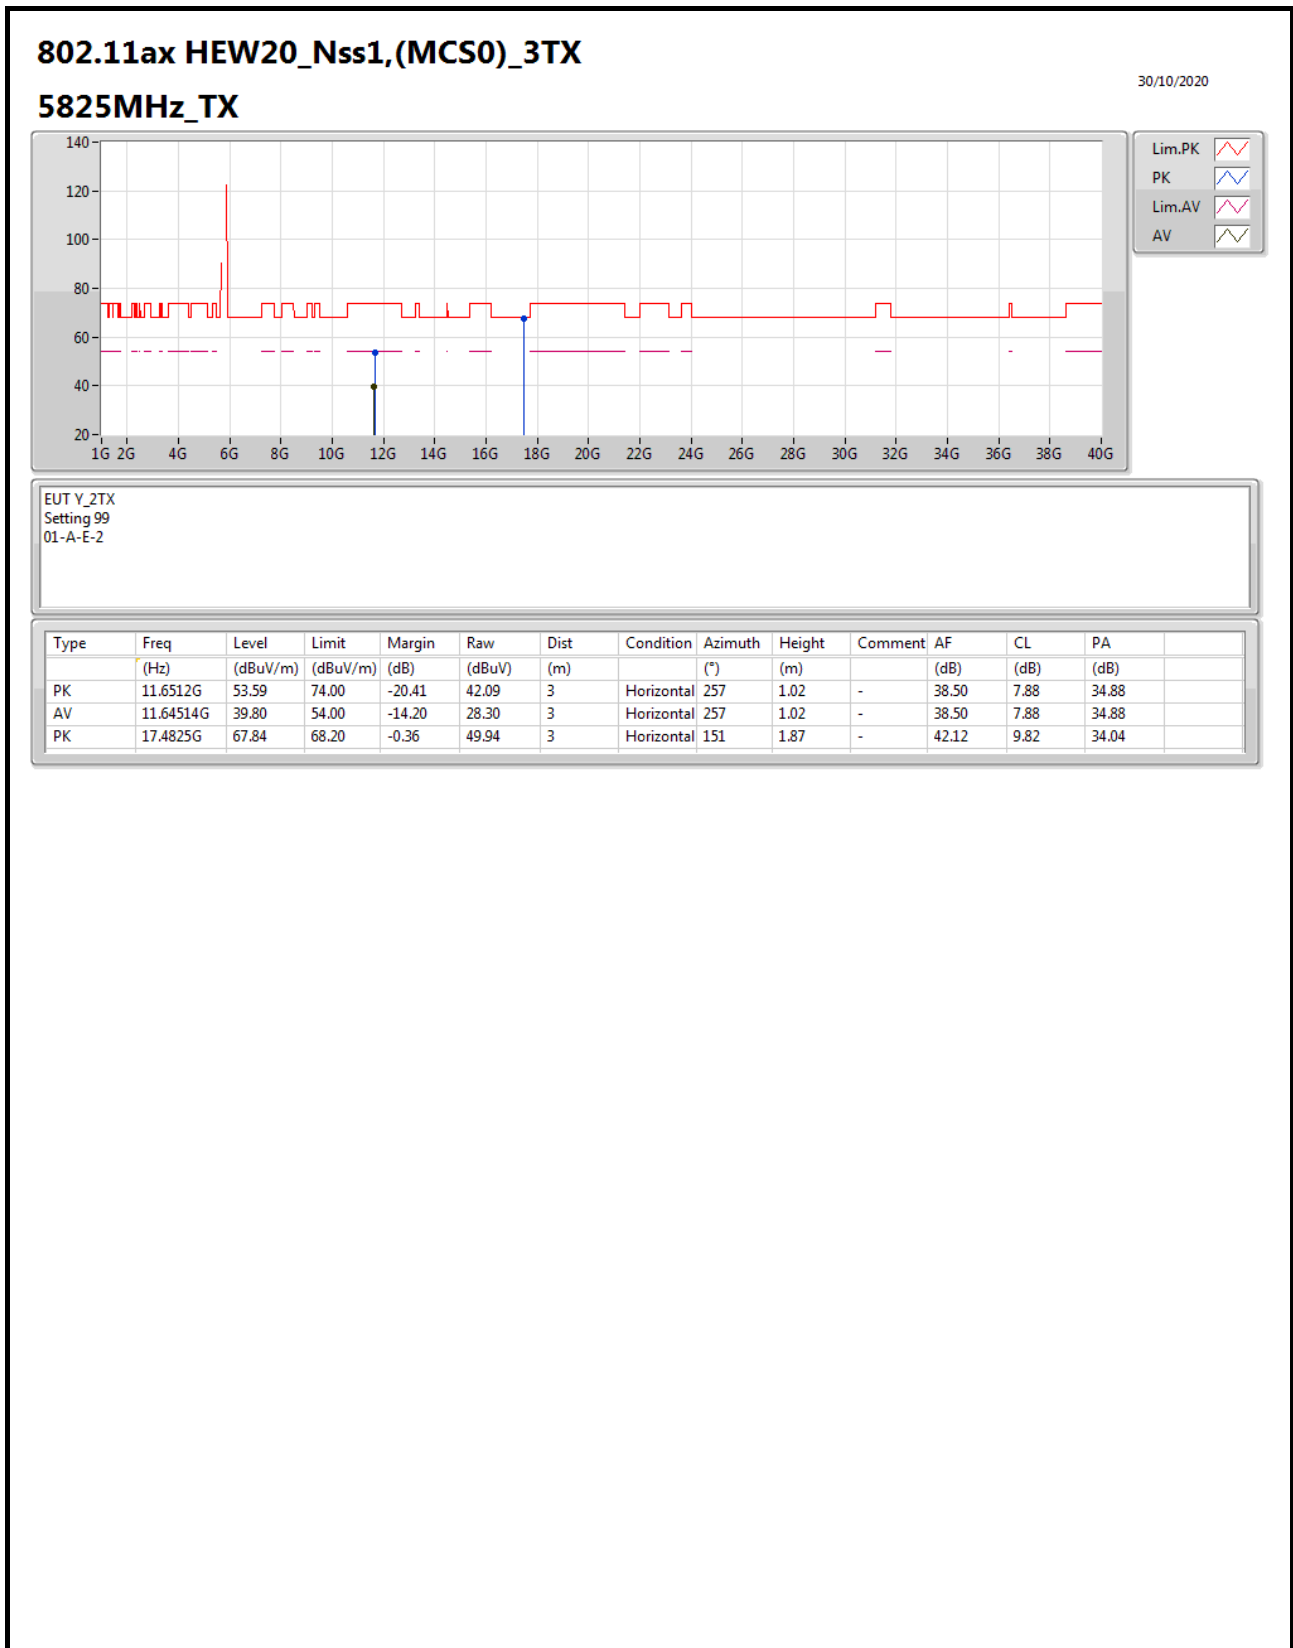 802.11ax HEW20_Nss1,(MCS0)_3TX
30/10/2020
5825MHz_TX
140
120
100
80
60
40
20
1G 2G 4G 6G 8G 10G 12G 14G 16G 18G 20G 22G 24G 26G 28G 30G 32G 34G 36G 38G 40G
Lim.PK
PK
Lim.AV
AV
EUT Y_2TX
Setting 99
01-A-E-2
Type Freq Level Limit Margin Raw Dist Condition Azimuth Height Comment AF CL PA
(Hz) (dBuV/m) (dBuV/m) (dB) (dBuV) (m) (°) (m) (dB) (dB) (dB)
PK 11.6512G 53.59 74.00 -20.41 42.09 3 Horizontal 257 1.02 - 38.50 7.88 34.88
AV 11.64514G 39.80 54.00 -14.20 28.30 3 Horizontal 257 1.02 - 38.50 7.88 34.88
PK 17.4825G 67.84 68.20 -0.36 49.94 3 Horizontal 151 1.87 - 42.12 9.82 34.04